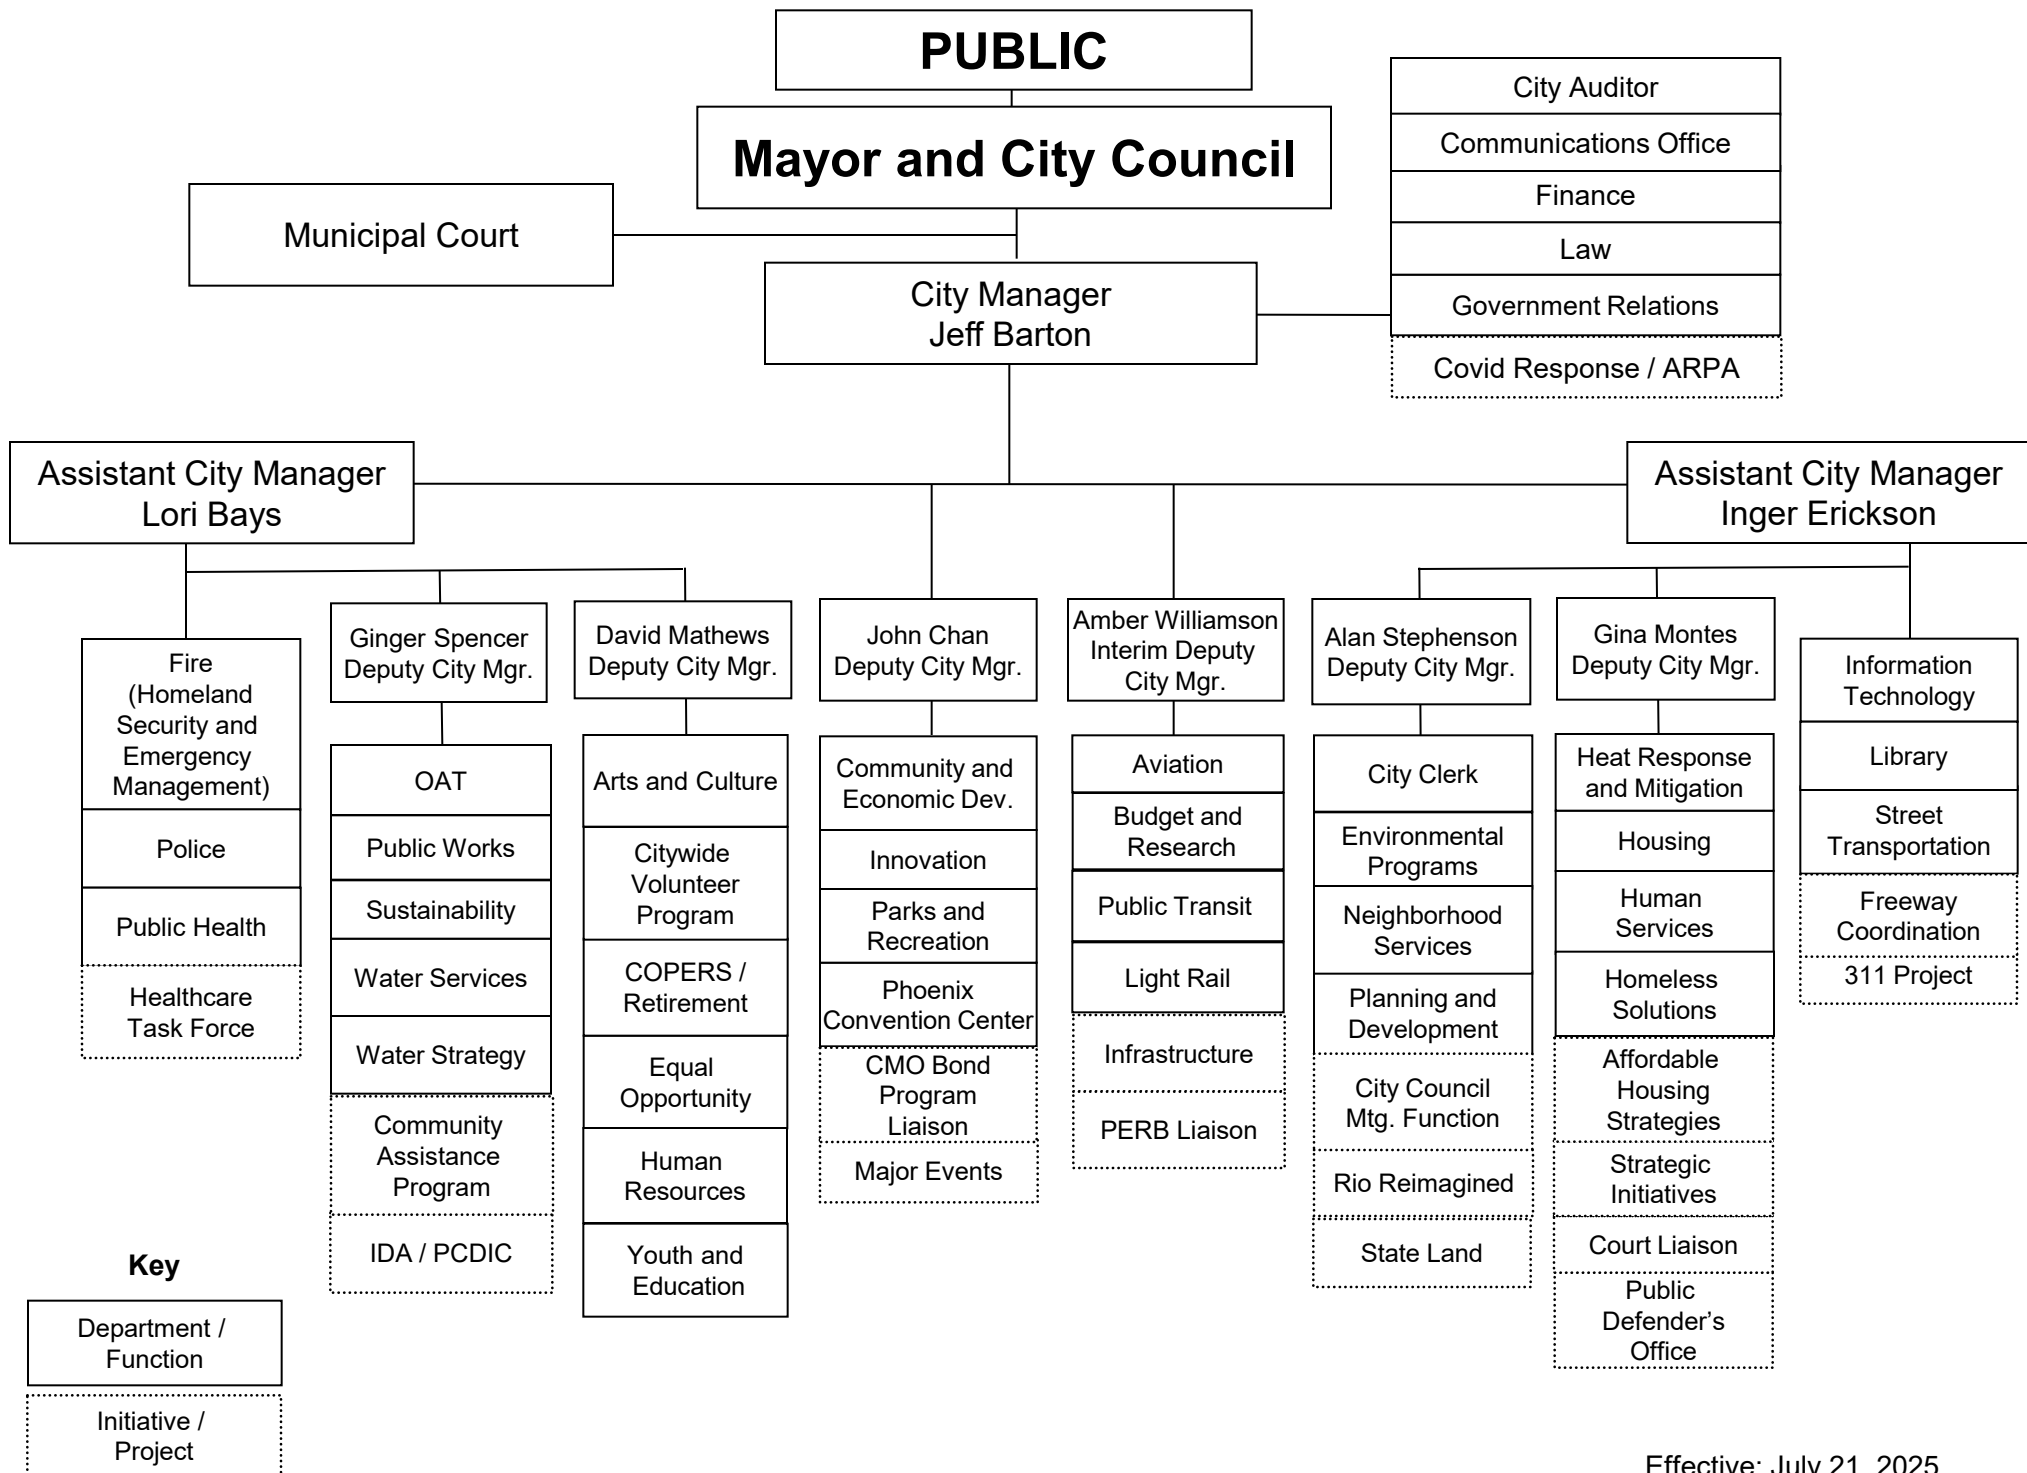 PUBLIC
Mayor and City Council
Municipal Court
City Manager
Jeff Barton
City Auditor
Communications Office
Finance
Law
Government Relations
Covid Response / ARPA
Assistant City Manager
Lori Bays
Assistant City Manager
Inger Erickson
Fire
(Homeland
Security and
Emergency
Management)
Police
Public Health
Healthcare
Task Force
Ginger Spencer
Deputy City Mgr.
OAT
Public Works
Sustainability
Water Services
Water Strategy
Community
Assistance
Program
IDA / PCDIC
David Mathews
Deputy City Mgr.
Arts and Culture
Citywide
Volunteer
Program
COPERS /
Retirement
Equal
Opportunity
Human
Resources
Youth and
Education
John Chan
Deputy City Mgr.
Community and
Economic Dev.
Innovation
Parks and
Recreation
Phoenix
Convention Center
CMO Bond
Program
Liaison
Major Events
Amber Williamson
Interim Deputy
City Mgr.
Aviation
Budget and
Research
Public Transit
Light Rail
Infrastructure
PERB Liaison
Alan Stephenson
Deputy City Mgr.
City Clerk
Environmental
Programs
Neighborhood
Services
Planning and
Development
City Council
Mtg. Function
Rio Reimagined
State Land
Gina Montes
Deputy City Mgr.
Heat Response
and Mitigation
Housing
Human
Services
Homeless
Solutions
Affordable
Housing
Strategies
Strategic
Initiatives
Court Liaison
Public
Defender’s
Office
Information
Technology
Library
Street
Transportation
Freeway
Coordination
311 Project
Key
Department /
Function
Initiative /
Project
Effective: July 21, 2025